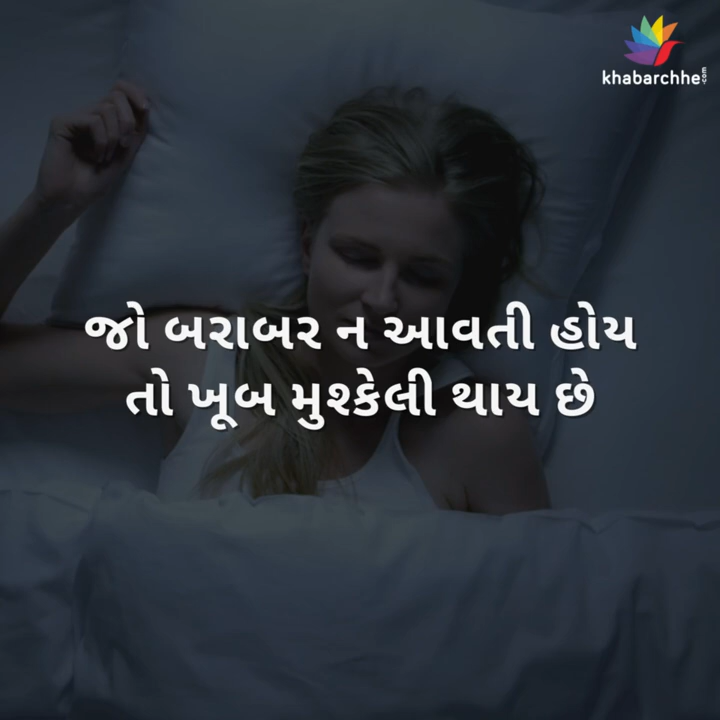 khabarchhe.com
જો બરાબર ન આવતી હોય
તો ખૂબ મુશ્કેલી થાય છે